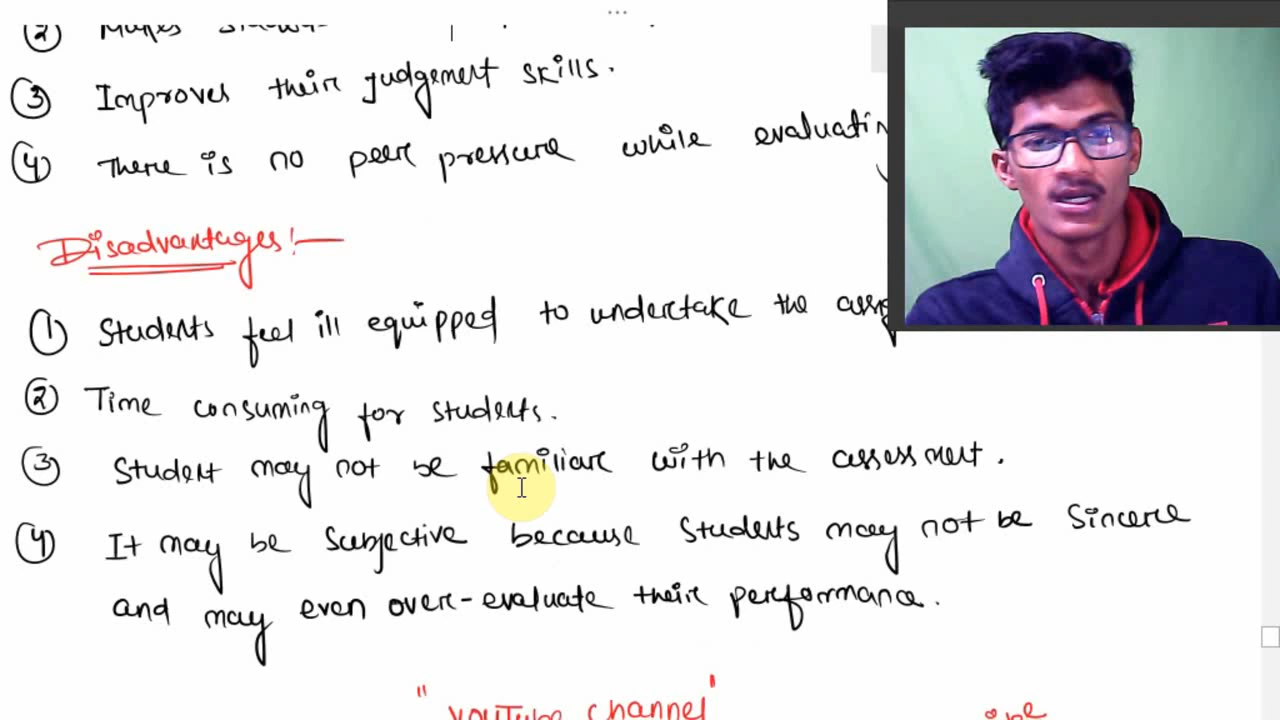 ②
③ Improves their judgement skills.
④ There is no peer pressure while
Disadvantages:-
① Students feel ill equipped to undertake the
② Time consuming for students.
③ Student may not be familiar with the assessment.
④ It may be subjective because students may not be sincere
and may even over-evaluate their performance.
"YouTube channel"